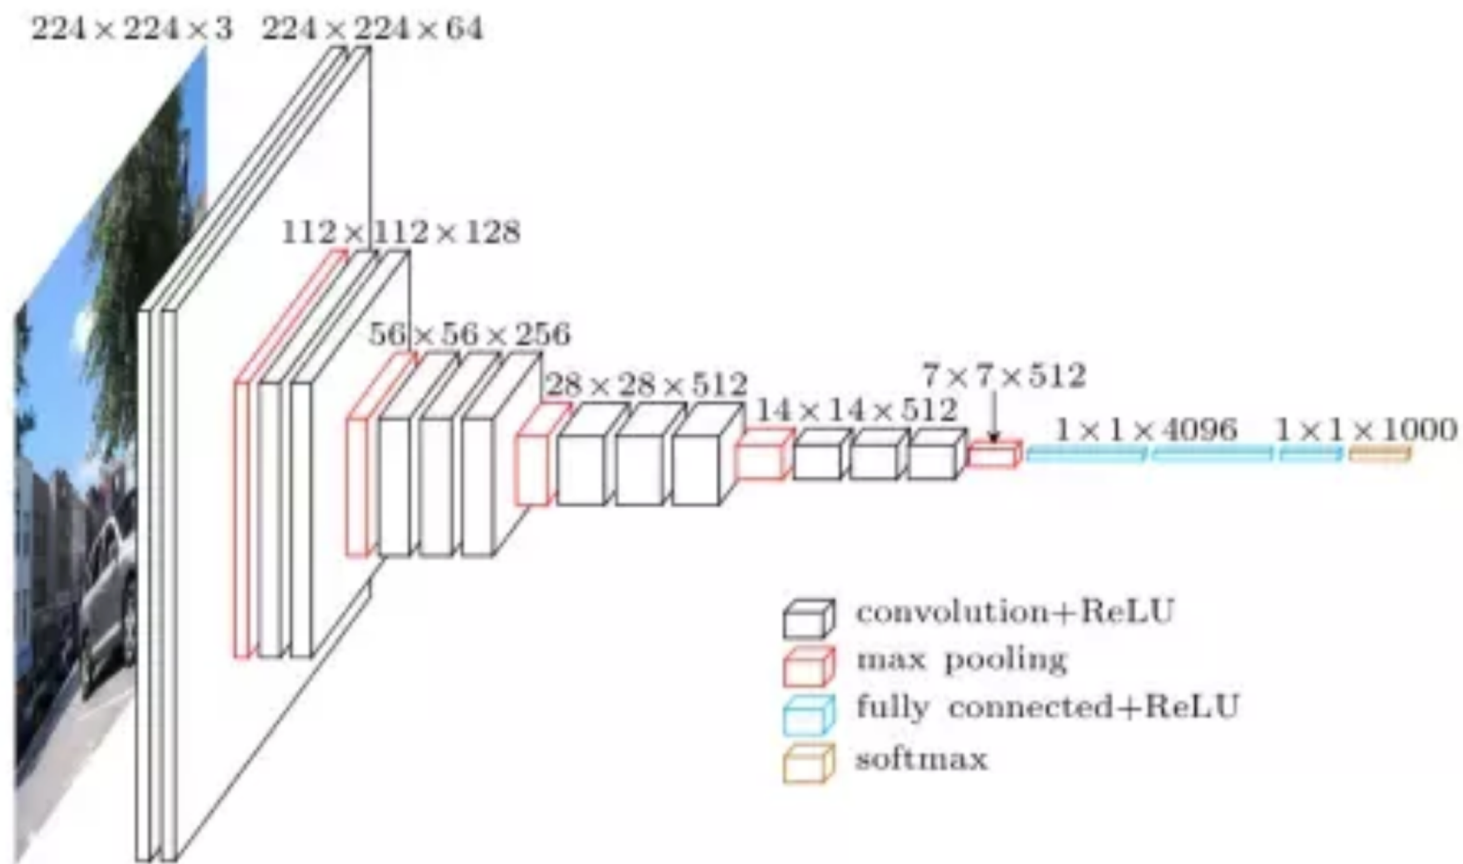 224×224×3
224×224×64
112×112×128
56×56×256
28×28×512
14×14×512
7×7×512
1×1×4096
1×1×1000
convolution+ReLU
max pooling
fully connected+ReLU
softmax